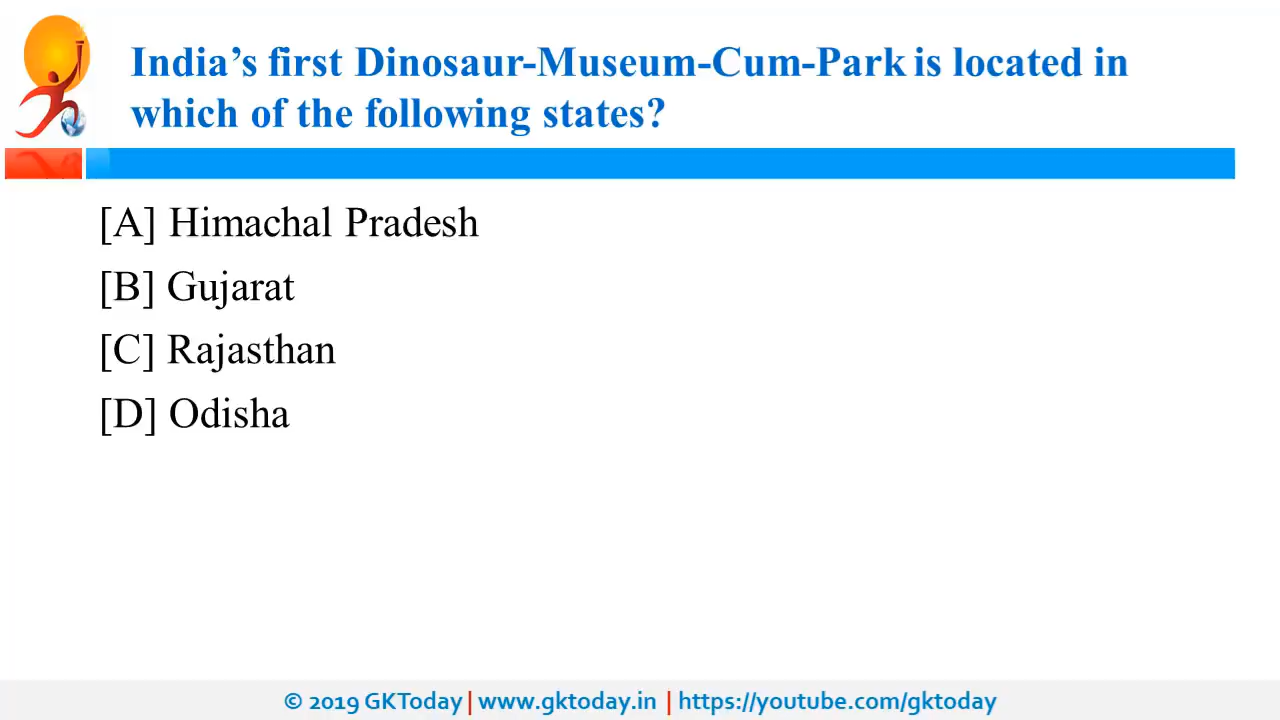 India’s first Dinosaur-Museum-Cum-Park is located in
which of the following states?
[A] Himachal Pradesh
[B] Gujarat
[C] Rajasthan
[D] Odisha
© 2019 GKToday | www.gktoday.in | https://youtube.com/gktoday